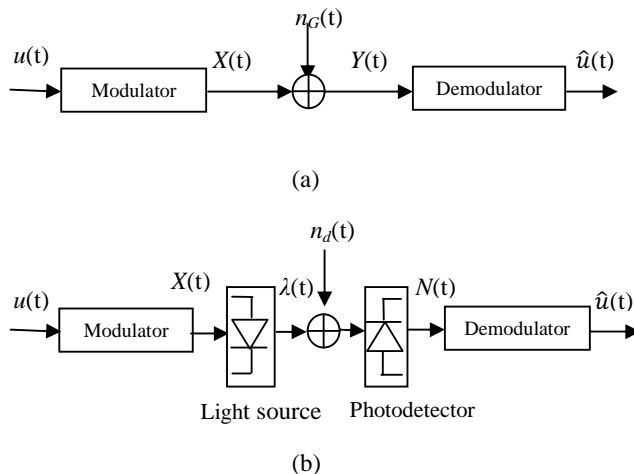 n_G(t)
u(t) X(t) Y(t) û(t)
Modulator Demodulator
(a)
n_d(t)
u(t) X(t) λ(t) N(t) û(t)
Modulator Demodulator
Light source Photodetector
(b)